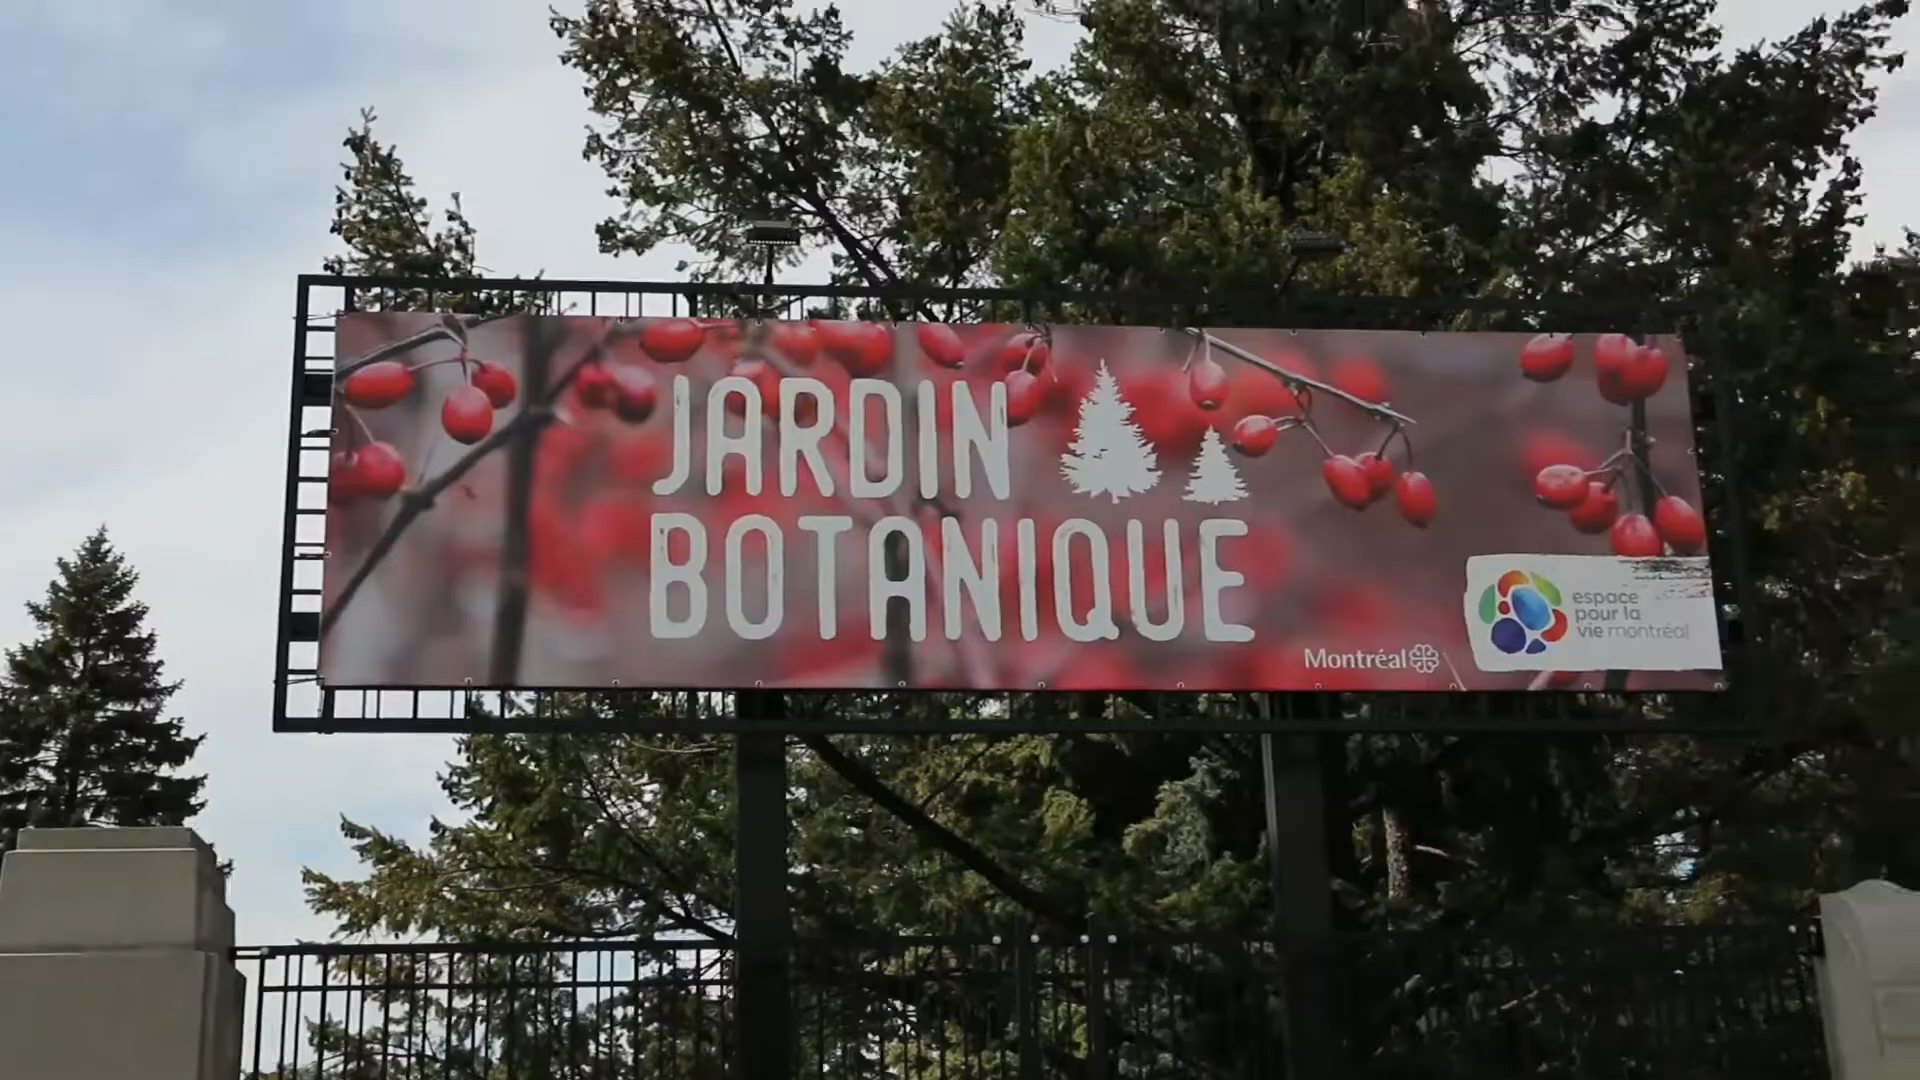 JARDIN
BOTANIQUE
Montréal
espace
pour la
vie montréal